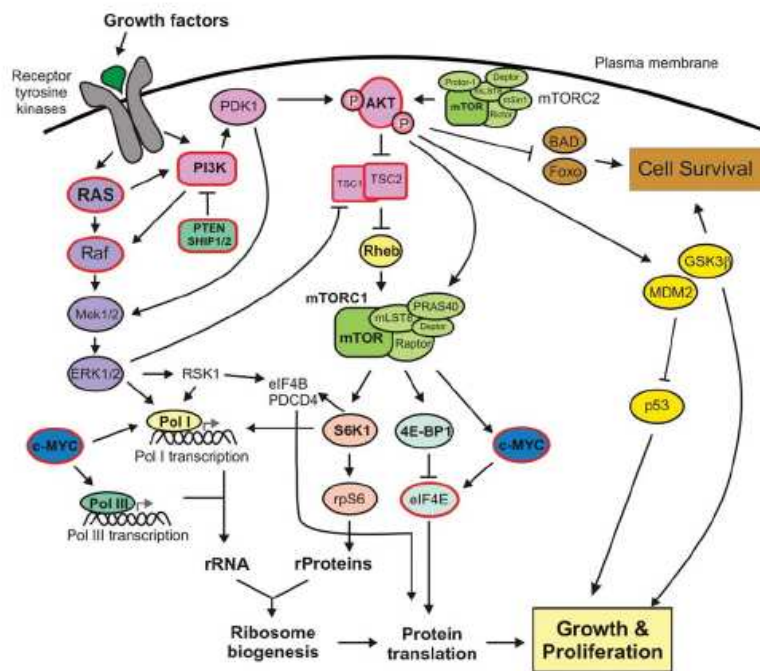 Growth factors
Receptor
tyrosine
kinases
Plasma membrane
PDK1
P
AKT
P
Protor-1
Deptor
mLST8
mSin1
mTOR
Rictor
mTORC2
BAD
Foxo
Cell Survival
PI3K
RAS
TSC1
TSC2
PTEN
SHIP1/2
Raf
Rheb
GSK3β
MDM2
mTORC1
PRAS40
mLST8
Deptor
mTOR
Raptor
Mek1/2
ERK1/2
RSK1
eIF4B
PDCD4
p53
Pol I
Pol I transcription
c-MYC
S6K1
4E-BP1
c-MYC
Pol III
Pol III transcription
rpS6
eIF4E
rRNA
rProteins
Ribosome
biogenesis
Protein
translation
Growth &
Proliferation